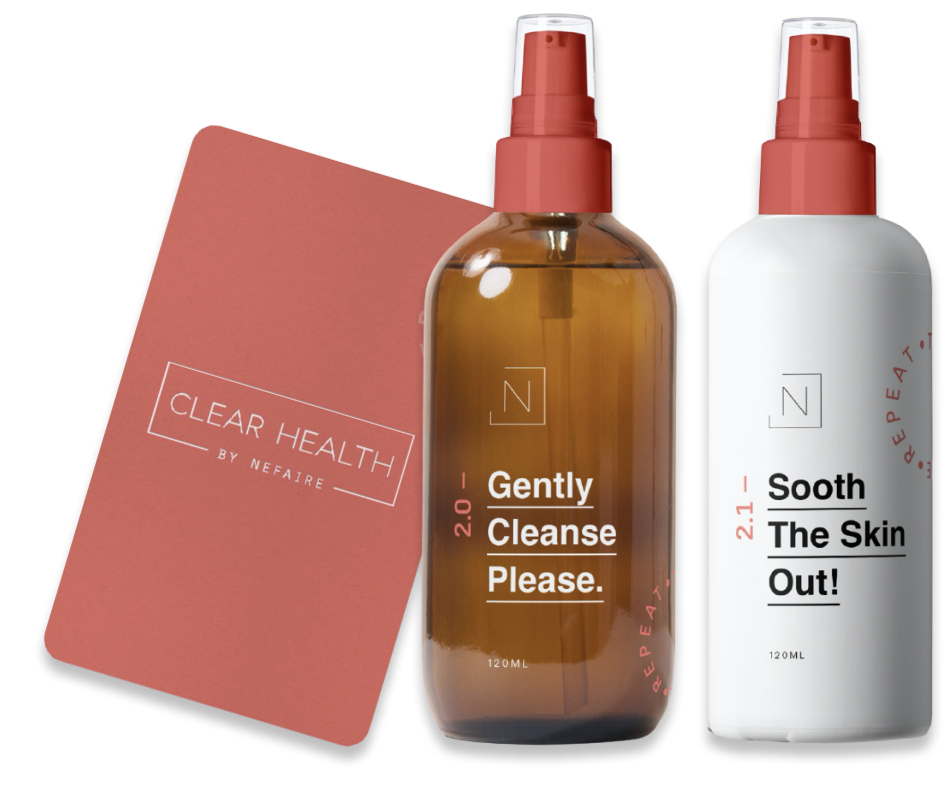 CLEAR HEALTH
BY NEFAIRE
N
2.0 —
Gently
Cleanse
Please.
120ML
REPEAT
N
2.1 —
Sooth
The Skin
Out!
120ML
REPEAT